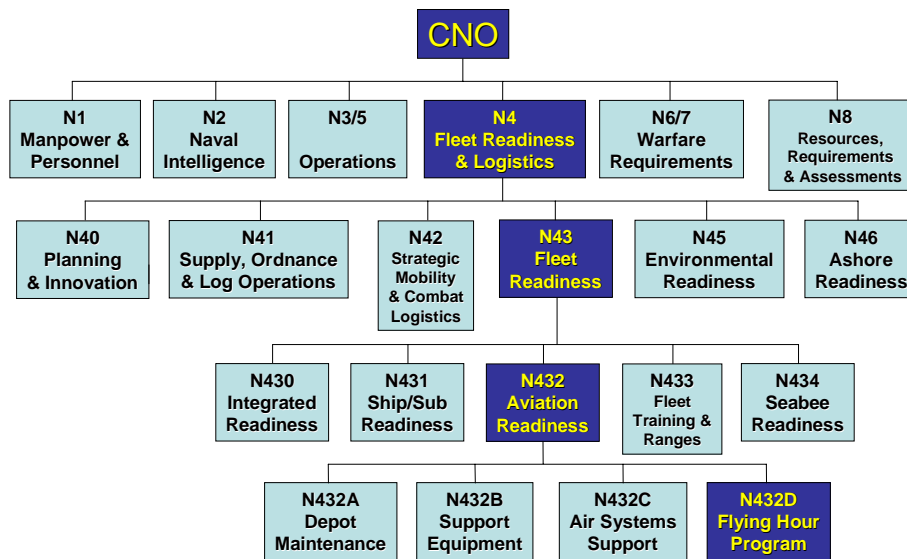 CNO
N1
Manpower &
Personnel
N2
Naval
Intelligence
N3/5
Operations
N4
Fleet Readiness
& Logistics
N6/7
Warfare
Requirements
N8
Resources,
Requirements
& Assessments
N40
Planning
& Innovation
N41
Supply, Ordnance
& Log Operations
N42
Strategic
Mobility
& Combat
Logistics
N43
Fleet
Readiness
N45
Environmental
Readiness
N46
Ashore
Readiness
N430
Integrated
Readiness
N431
Ship/Sub
Readiness
N432
Aviation
Readiness
N433
Fleet
Training &
Ranges
N434
Seabee
Readiness
N432A
Depot
Maintenance
N432B
Support
Equipment
N432C
Air Systems
Support
N432D
Flying Hour
Program